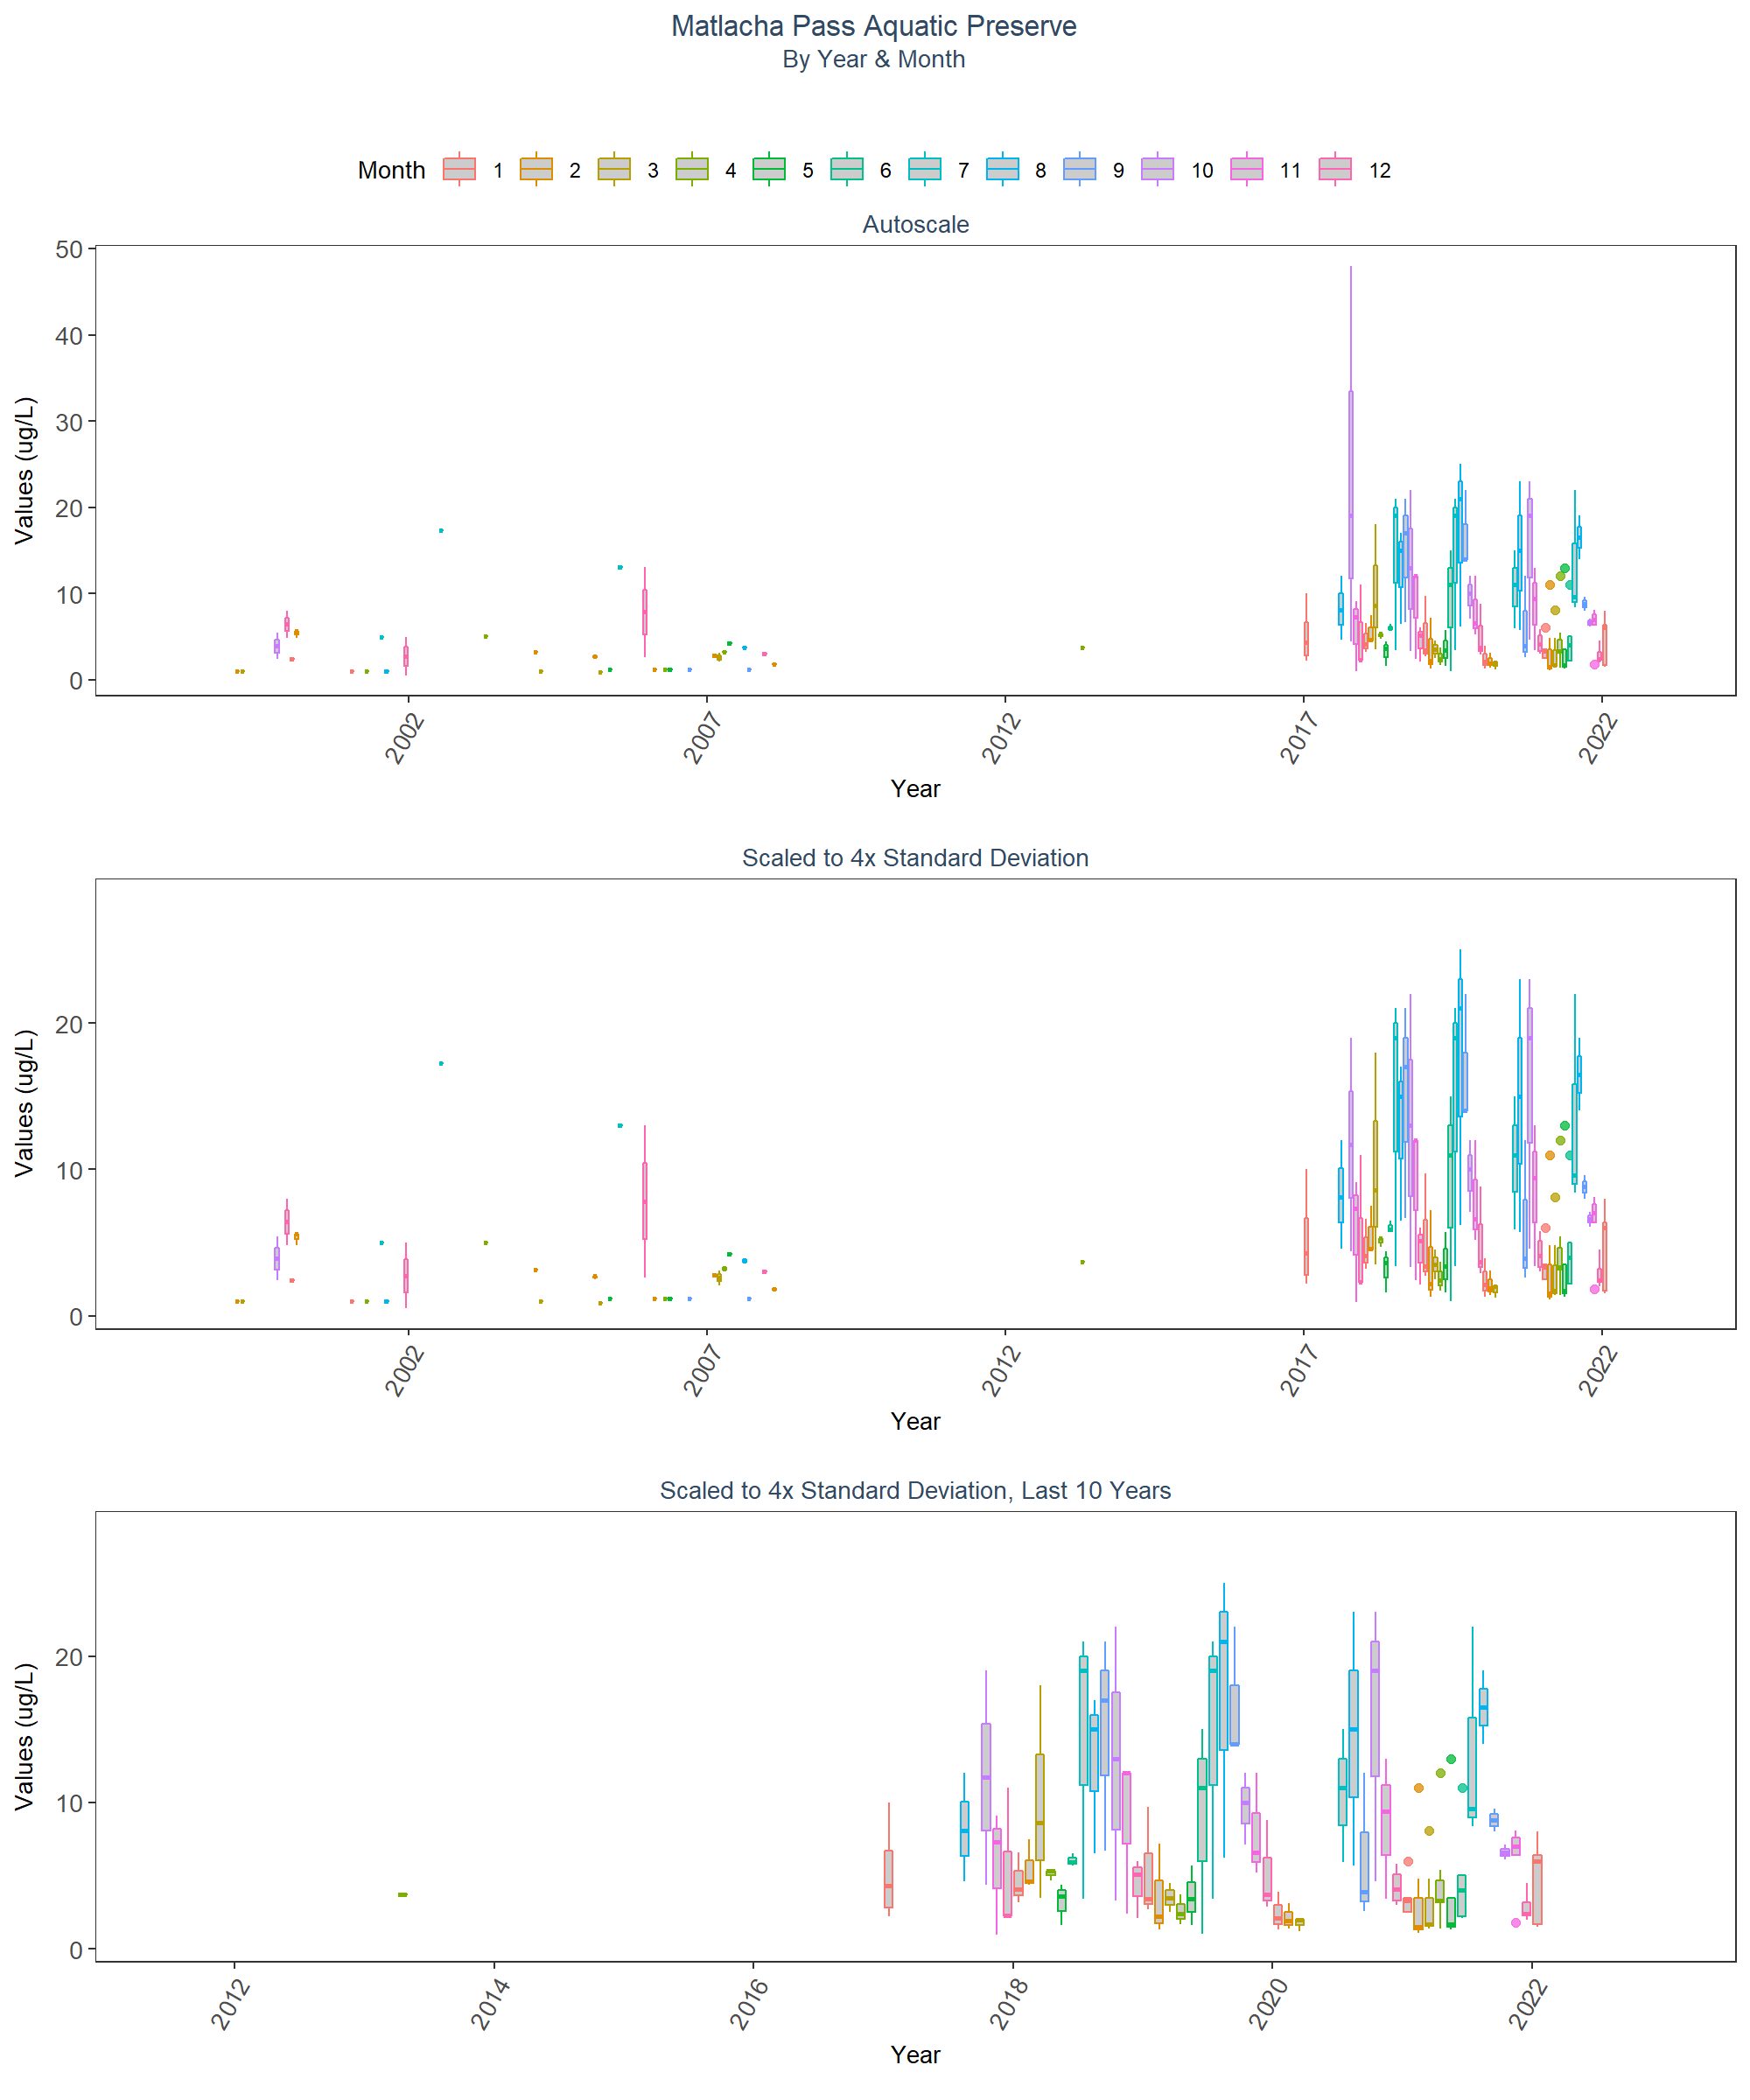 Matlacha Pass Aquatic Preserve
By Year & Month
Month 1 2 3 4 5 6 7 8 9 10 11 12
Autoscale
Values (ug/L)
50
40
30
20
10
0
2002 2007 2012 2017 2022
Year
Scaled to 4x Standard Deviation
Values (ug/L)
20
10
0
2002 2007 2012 2017 2022
Year
Scaled to 4x Standard Deviation, Last 10 Years
Values (ug/L)
20
10
0
2012 2014 2016 2018 2020 2022
Year